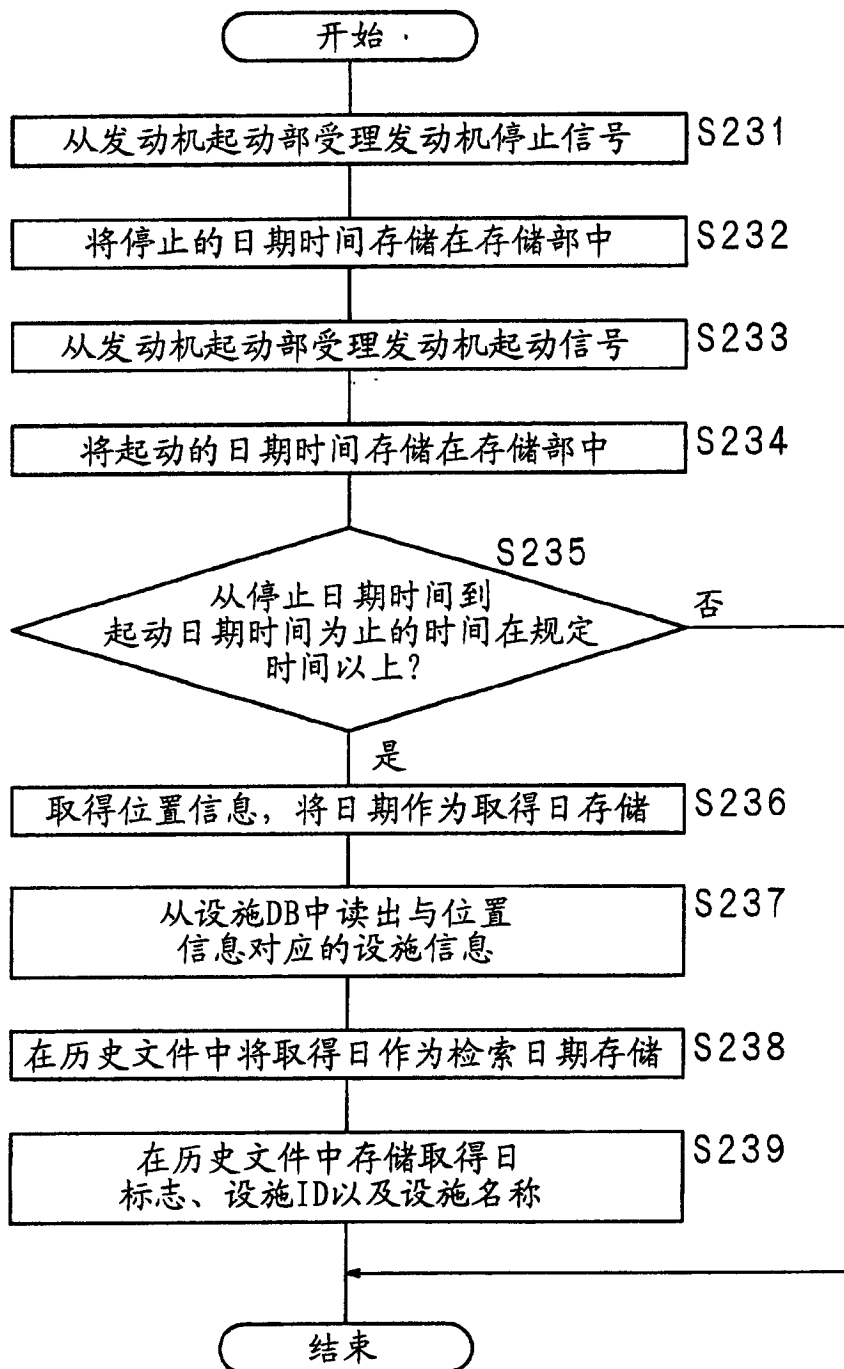 开始
从发动机起动部受理发动机停止信号 S231
将停止的日期时间存储在存储部中 S232
从发动机起动部受理发动机起动信号 S233
将起动的日期时间存储在存储部中 S234
S235
从停止日期时间到
起动日期时间为止的时间在规定
时间以上?
否
是
取得位置信息，将日期作为取得日存储 S236
从设施DB中读出与位置
信息对应的设施信息
S237
在历史文件中将取得日作为检索日期存储 S238
在历史文件中存储取得日
标志、设施ID以及设施名称
S239
结束